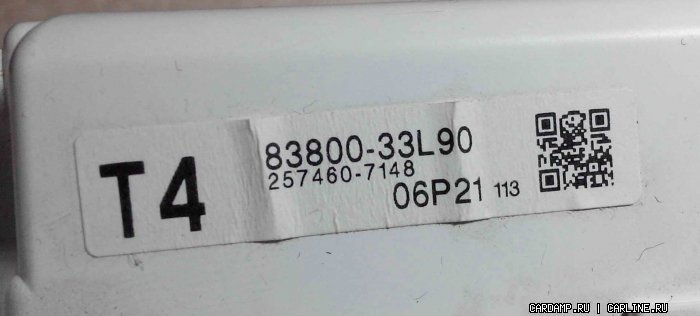 T4
83800-33L90
257460-7148
06P21 113
CARDAMP.RU | CARLINE.RU